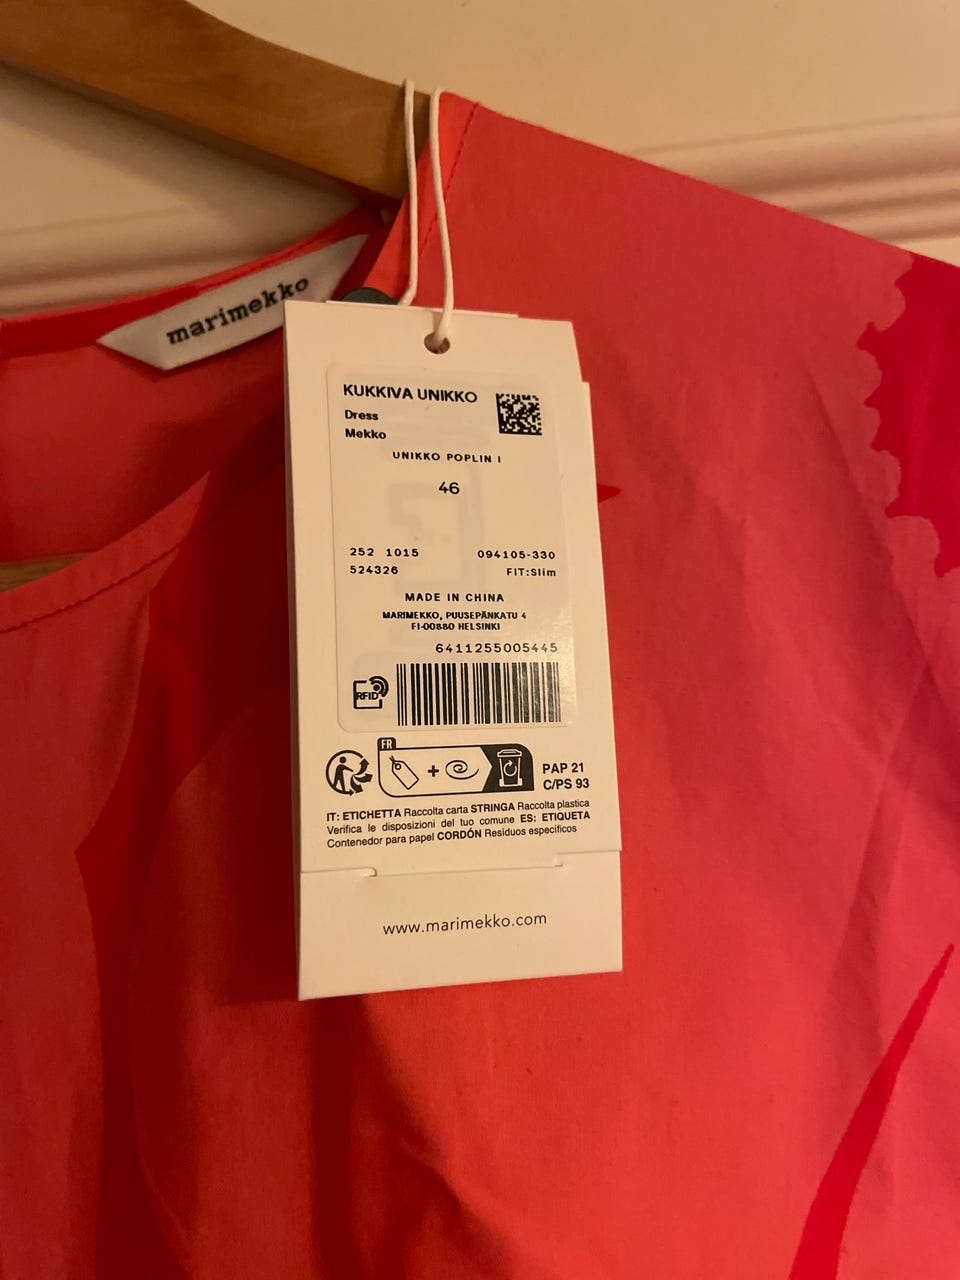 marimekko
KUKKIVA UNIKKO
Dress
Mekko
UNIKKO POPLIN I
46
252 1015 094105-330
524326 FIT:Slim
MADE IN CHINA
MARIMEKKO, PUUSEPÄNKATU 4
FI-00880 HELSINKI
6411255005445
RFID
FR
PAP 21
C/PS 93
IT: ETICHETTA Raccolta carta STRINGA Raccolta plastica
Verifica le disposizioni del tuo comune ES: ETIQUETA
Contenedor para papel CORDÓN Residuos específicos
www.marimekko.com